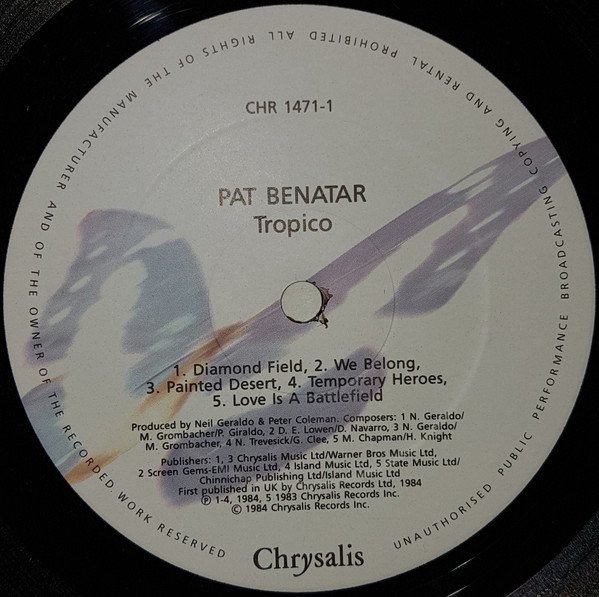 CHR 1471-1
PAT BENATAR
Tropico
1. Diamond Field, 2. We Belong,
3. Painted Desert, 4. Temporary Heroes,
5. Love Is A Battlefield
Produced by Neil Geraldo & Peter Coleman. Composers: 1 N. Geraldo/
M. Grombacher/P. Giraldo, 2 D. E. Lowen/D. Navarro, 3 N. Geraldo/
M. Grombacher, 4 N. Trevesick/G. Clee, 5 M. Chapman/H. Knight
Publishers: 1, 3 Chrysalis Music Ltd/Warner Bros Music Ltd,
2 Screen Gems-EMI Music Ltd, 4 Island Music Ltd, 5 State Music Ltd/
Chinnichap Publishing Ltd/Island Music Ltd
First published in UK by Chrysalis Records Ltd, 1984
℗ 1-4, 1984, 5 1983 Chrysalis Records Inc.
© 1984 Chrysalis Records Inc.
Chrysalis
ALL RIGHTS OF THE MANUFACTURER AND OF THE OWNER OF THE RECORDED WORK RESERVED
UNAUTHORISED PUBLIC PERFORMANCE BROADCASTING COPYING AND RENTAL PROHIBITED